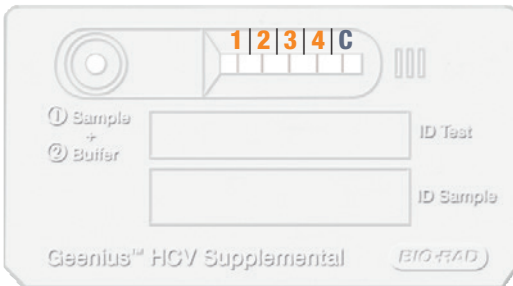 1|2|3|4|C
① Sample
+
② Buffer
ID Test
ID Sample
Geenius™ HCV Supplemental
BIO-RAD